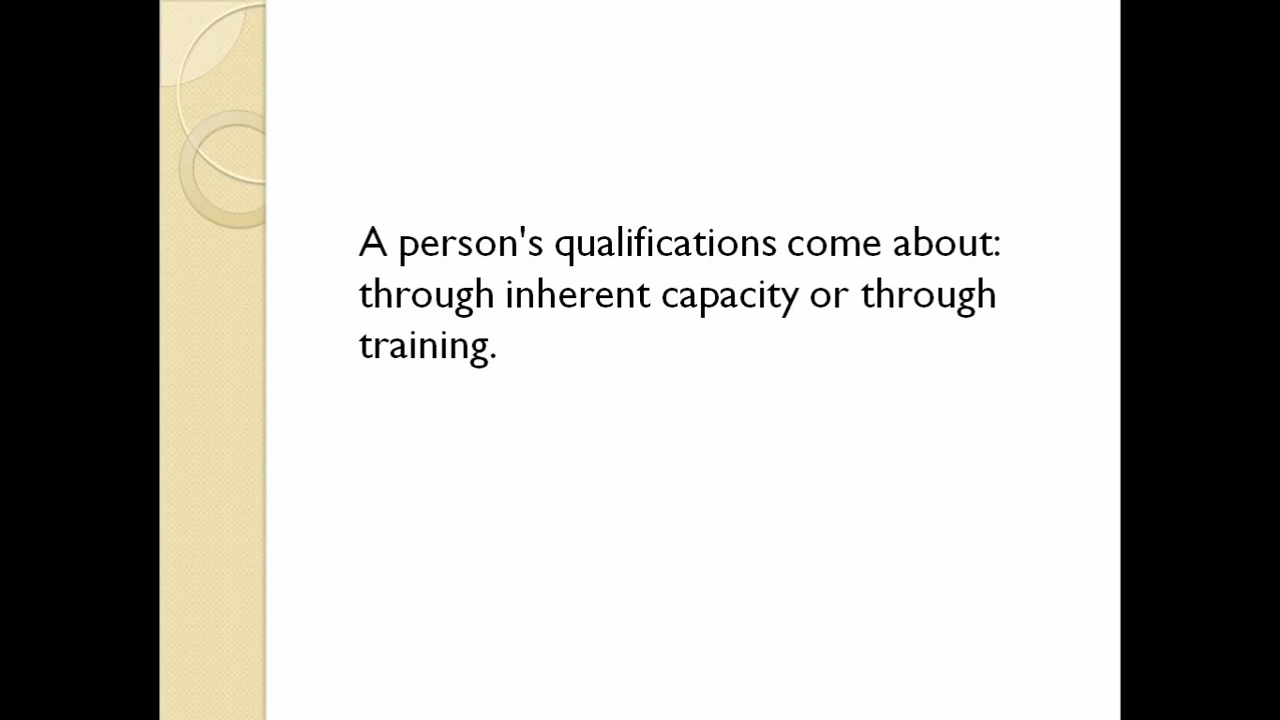 A person's qualifications come about:
through inherent capacity or through
training.